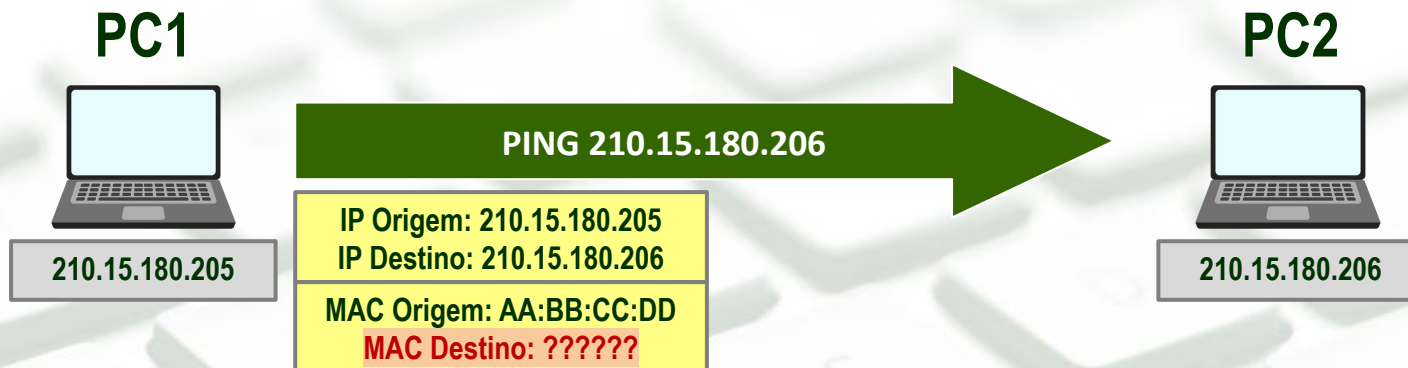 PC1
PC2
PING 210.15.180.206
IP Origem: 210.15.180.205
IP Destino: 210.15.180.206
210.15.180.205
210.15.180.206
MAC Origem: AA:BB:CC:DD
MAC Destino: ??????